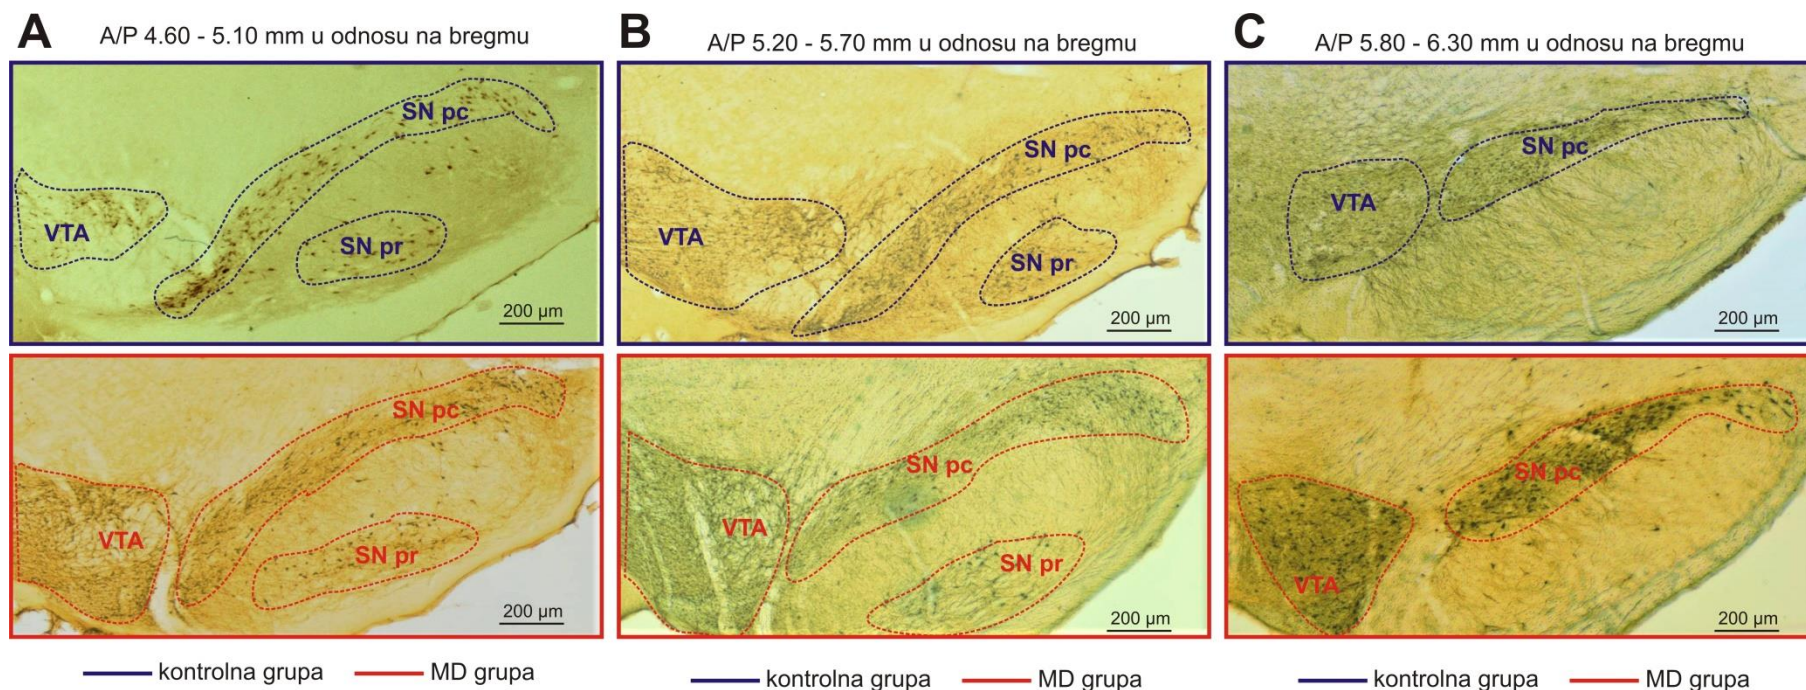 A
A/P 4.60 - 5.10 mm u odnosu na bregmu
SN pc
VTA
SN pr
200 µm
SN pc
VTA
SN pr
200 µm
kontrolna grupa
MD grupa
B
A/P 5.20 - 5.70 mm u odnosu na bregmu
SN pc
VTA
SN pr
200 µm
SN pc
VTA
SN pr
200 µm
kontrolna grupa
MD grupa
C
A/P 5.80 - 6.30 mm u odnosu na bregmu
SN pc
VTA
200 µm
SN pc
VTA
200 µm
kontrolna grupa
MD grupa